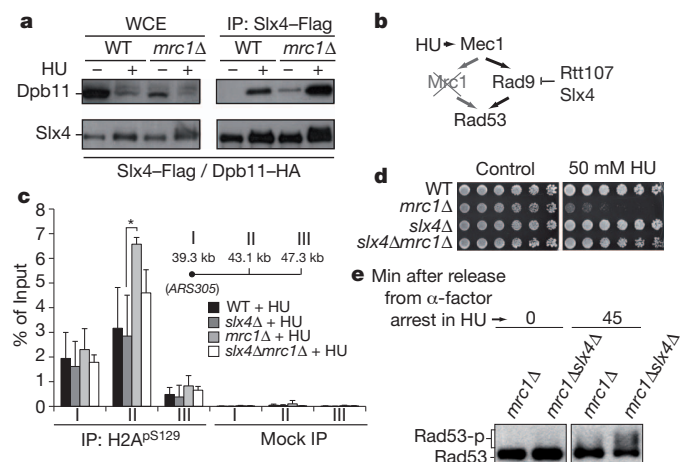 a
WCE
IP: Slx4–Flag
WT
mrc1Δ
WT
mrc1Δ
HU
–
+
–
+
–
+
–
+
Dpb11
Slx4
Slx4–Flag / Dpb11–HA
b
HU
Mec1
Mrc1
Rad9
Rtt107
Slx4
Rad53
c
% of Input
8
7
6
5
4
3
2
1
0
*
I
II
III
39.3 kb
43.1 kb
47.3 kb
(ARS305)
WT + HU
slx4Δ + HU
mrc1Δ + HU
slx4Δmrc1Δ + HU
I
II
III
I
II
III
IP: H2ApS129
Mock IP
d
Control
50 mM HU
WT
mrc1Δ
slx4Δ
slx4Δmrc1Δ
e
Min after release
from α-factor
arrest in HU
0
45
mrc1Δ
mrc1Δslx4Δ
mrc1Δ
mrc1Δslx4Δ
Rad53-p
Rad53